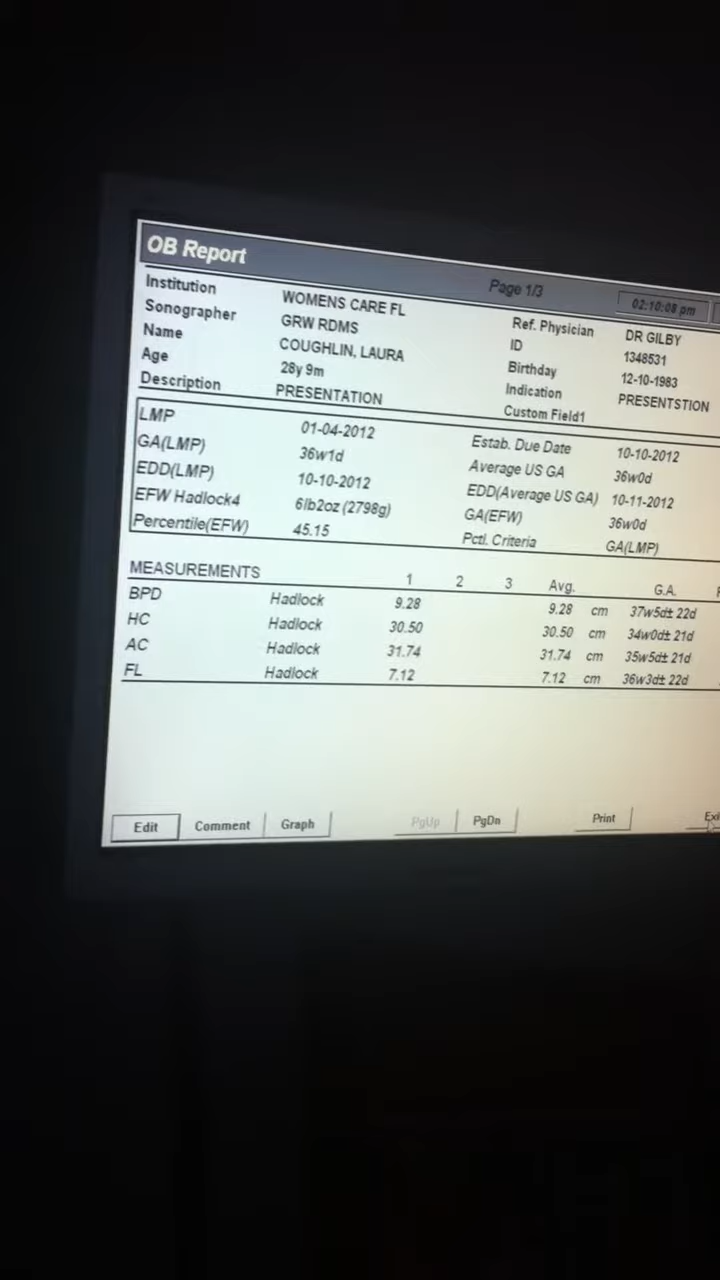 OB Report Page 1/3 02:10:08 pm
Institution WOMENS CARE FL Ref. Physician DR GILBY
Sonographer GRW RDMS ID 1348531
Name COUGHLIN, LAURA Birthday 12-10-1983
Age 28y 9m Indication PRESENTSTION
Description PRESENTATION Custom Field1
LMP 01-04-2012 Estab. Due Date 10-10-2012
GA(LMP) 36w1d Average US GA 36w0d
EDD(LMP) 10-10-2012 EDD(Average US GA) 10-11-2012
EFW Hadlock4 6lb2oz (2798g) GA(EFW) 36w0d
Percentile(EFW) 45.15 Pctl. Criteria GA(LMP)
MEASUREMENTS 1 2 3 Avg. G.A.
BPD Hadlock 9.28 9.28 cm 37w5d± 22d
HC Hadlock 30.50 30.50 cm 34w0d± 21d
AC Hadlock 31.74 31.74 cm 35w5d± 21d
FL Hadlock 7.12 7.12 cm 36w3d± 22d
Edit Comment Graph PgUp PgDn Print